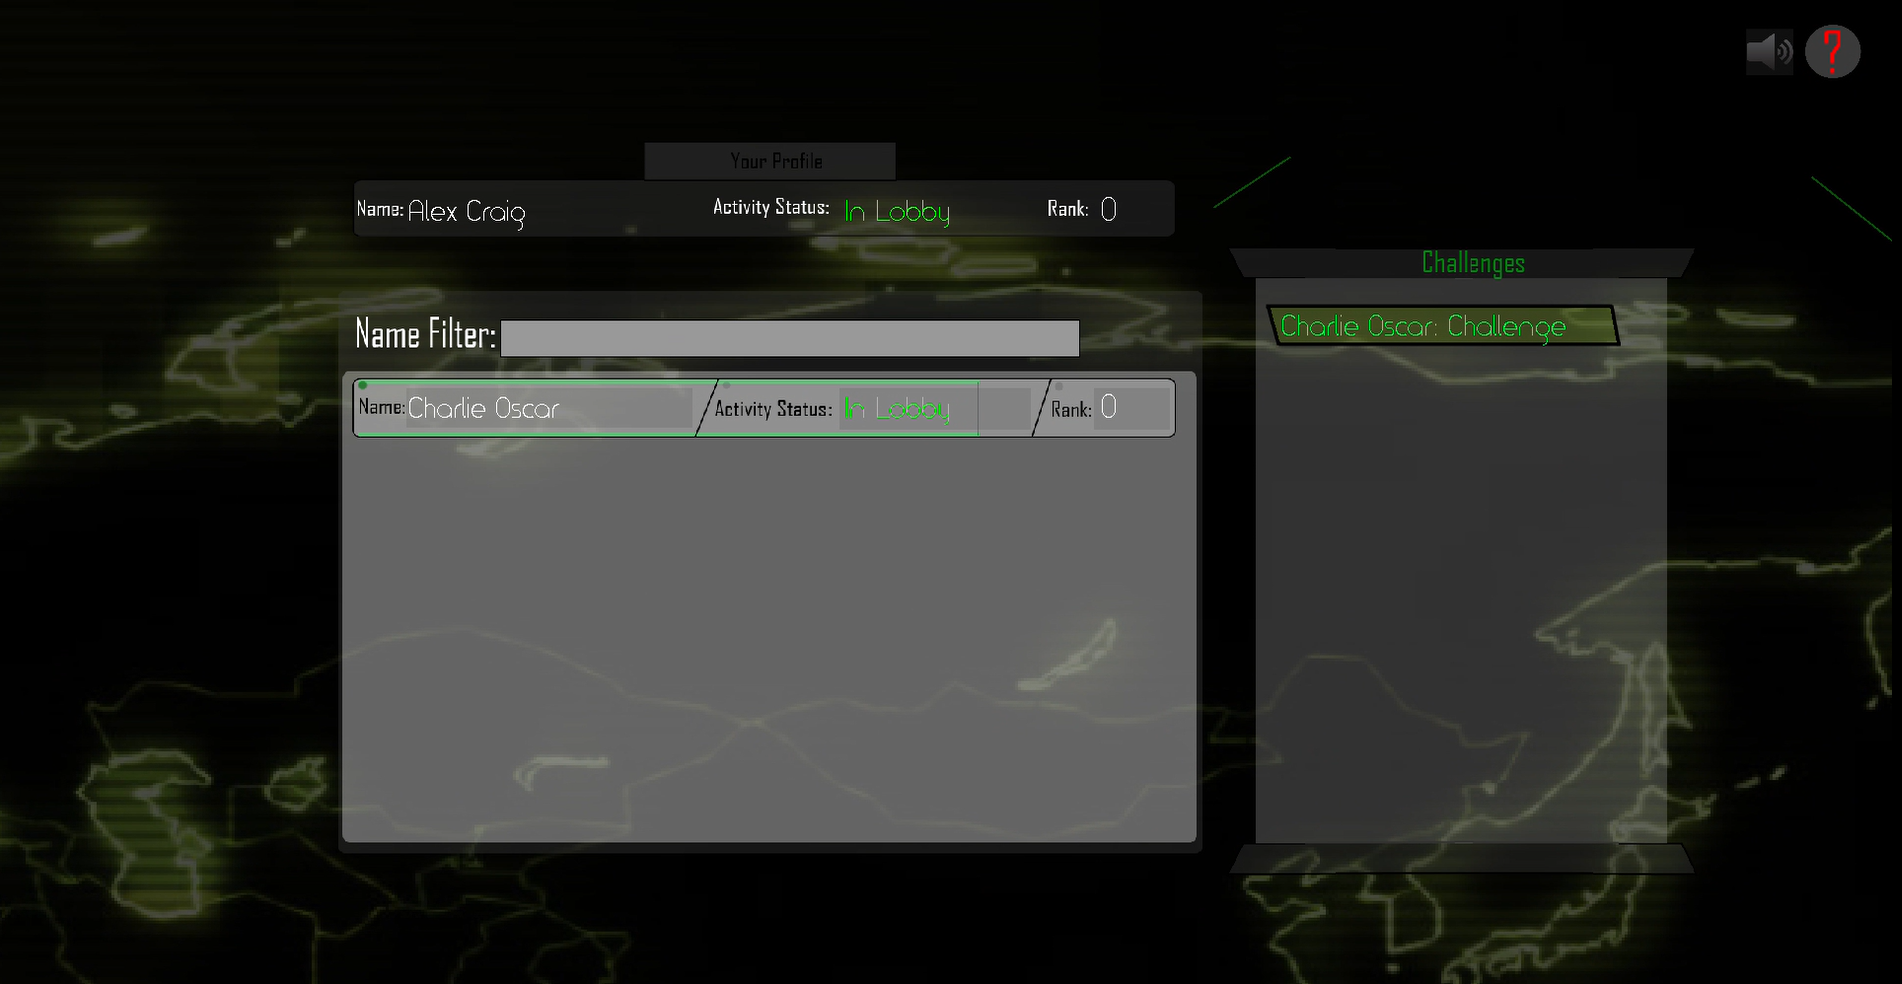 ?
Your Profile
Name: Alex Craig Activity Status: In Lobby Rank: 0
Challenges
Name Filter:
Charlie Oscar: Challenge
Name: Charlie Oscar Activity Status: In Lobby Rank: 0